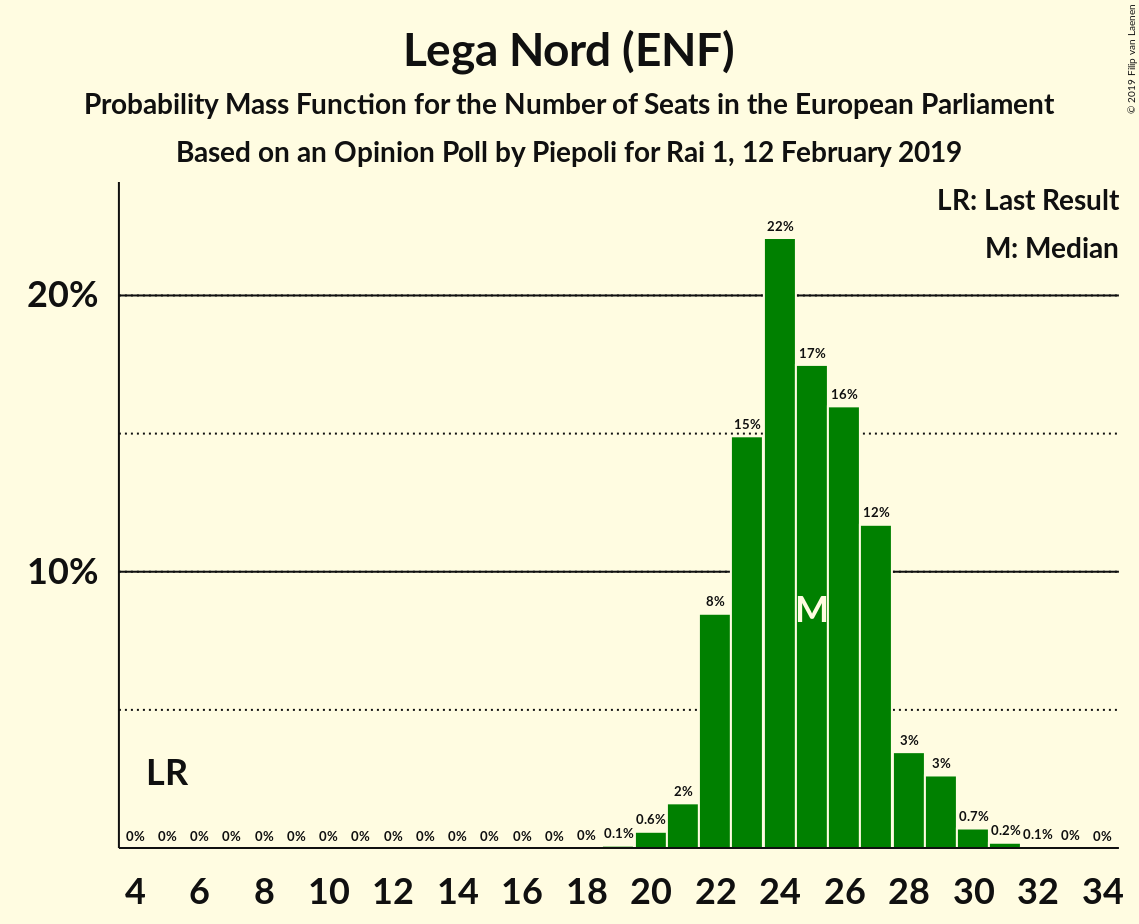 Lega Nord (ENF)
Probability Mass Function for the Number of Seats in the European Parliament
Based on an Opinion Poll by Piepoli for Rai 1, 12 February 2019
© 2019 Filip van Laenen
LR: Last Result
M: Median
20%
10%
22%
17%
16%
15%
12%
8%
M
3%
3%
2%
LR
0% 0% 0% 0% 0% 0% 0% 0% 0% 0% 0% 0% 0% 0% 0% 0.1% 0.6% 0.7% 0.2% 0.1% 0% 0%
4 6 8 10 12 14 16 18 20 22 24 26 28 30 32 34